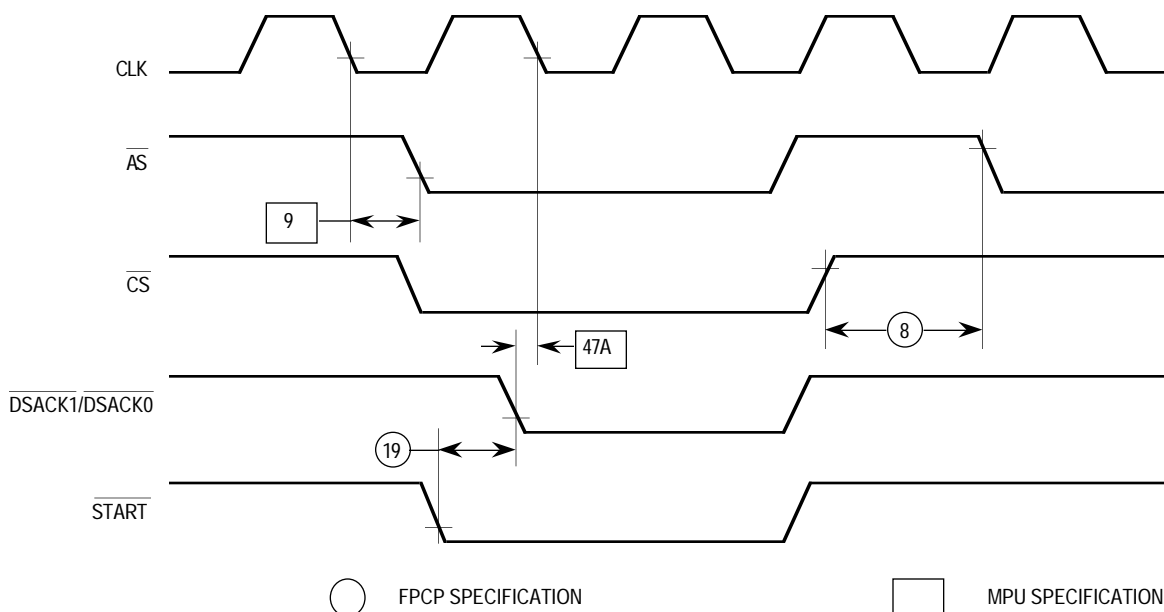 CLK
AS
9
CS
8
47A
DSACK1/DSACK0
19
START
FPCP SPECIFICATION
MPU SPECIFICATION